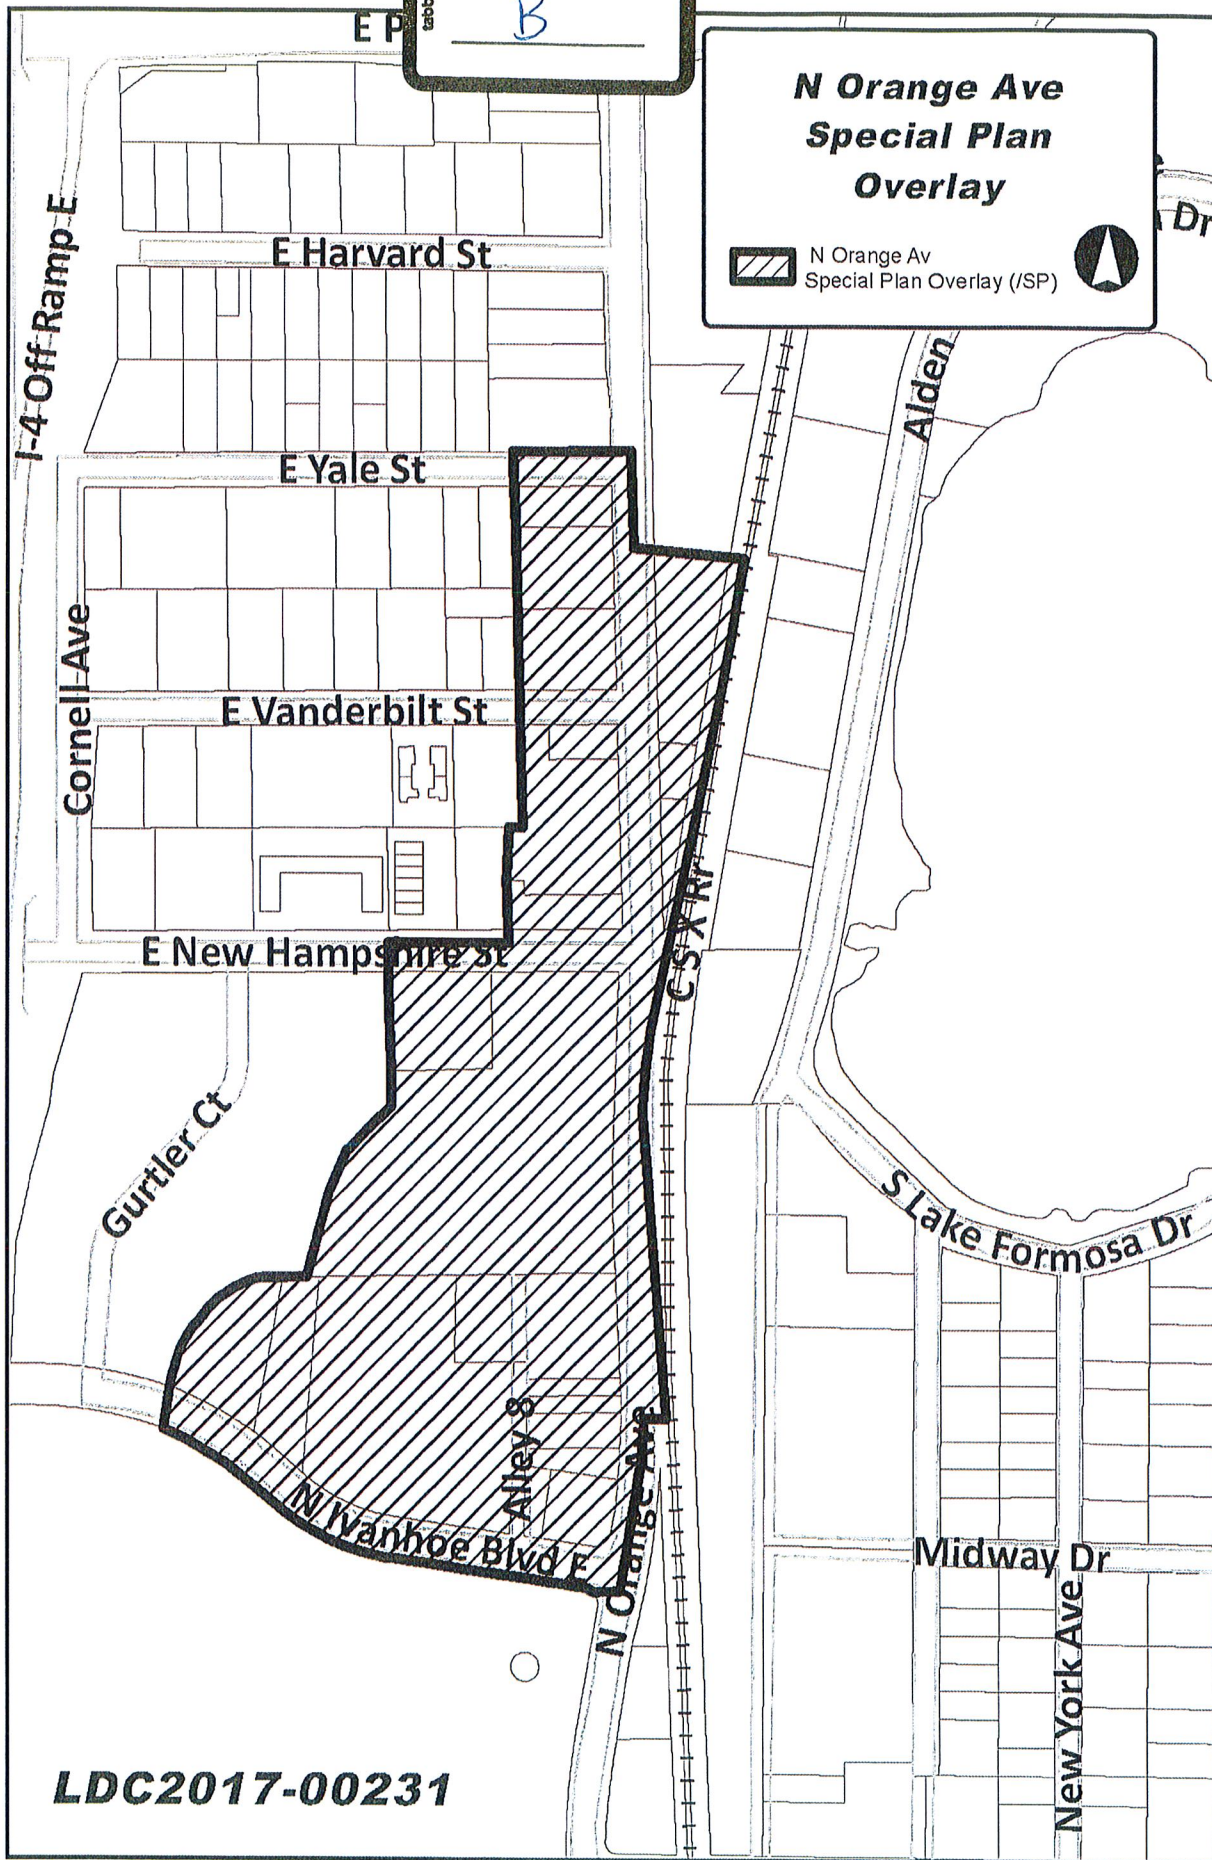 E P
tabb
B
N Orange Ave
Special Plan
Overlay
N Orange Av
Special Plan Overlay (/SP)
Dr
E Harvard St
I-4 Off Ramp E
Alden
E Yale St
Cornell Ave
E Vanderbilt St
C S X Rr
E New Hampshire St
Gurtler Ct
S Lake Formosa Dr
Alley 8
N Orange Ave
N Ivanhoe Blvd E
Midway Dr
New York Ave
LDC2017-00231